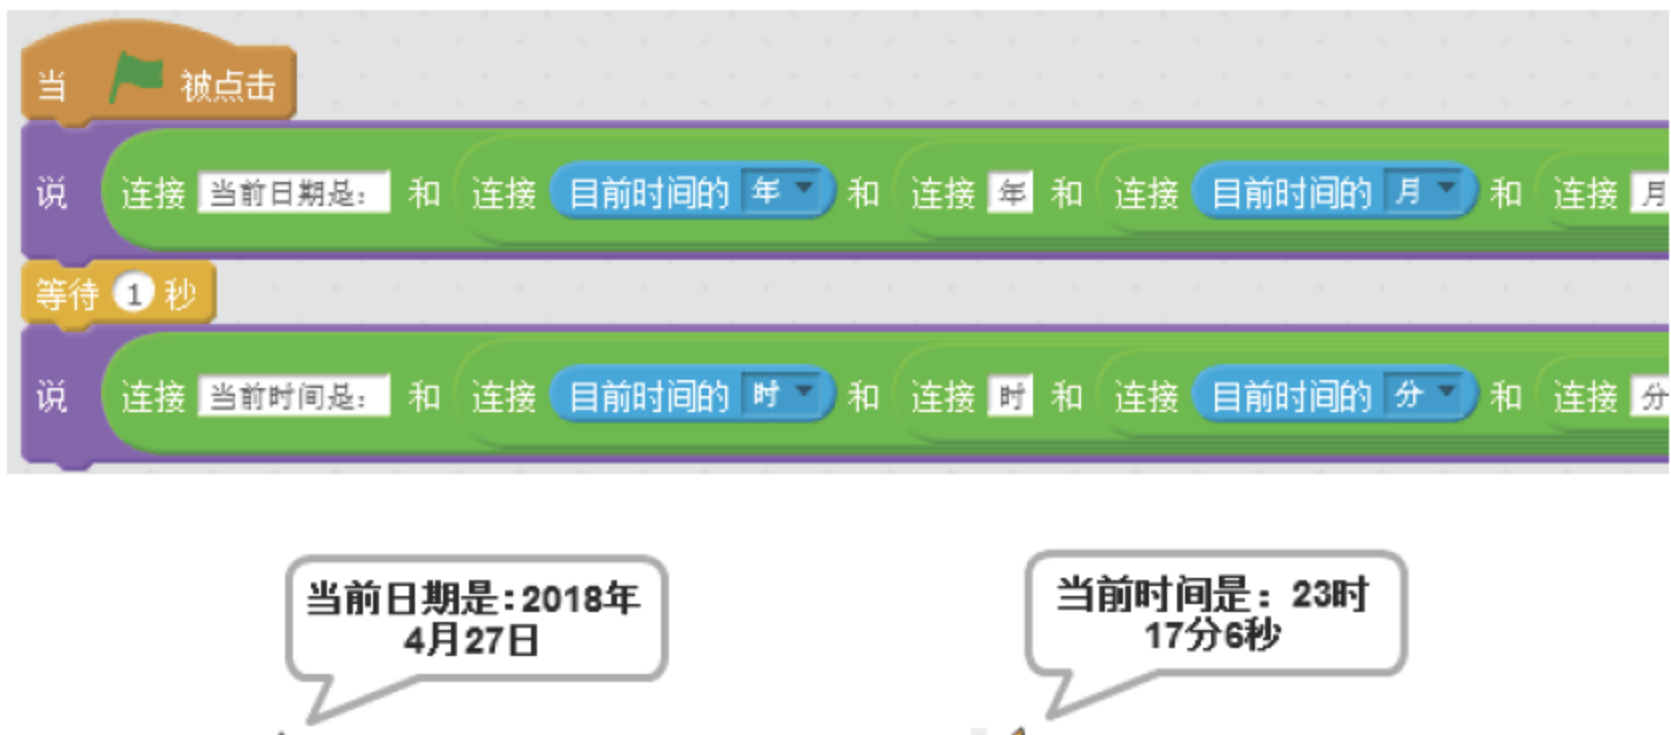 当 被点击
说 连接 当前日期是: 和 连接 目前时间的 年 和 连接 年 和 连接 目前时间的 月 和 连接 月
等待 1 秒
说 连接 当前时间是: 和 连接 目前时间的 时 和 连接 时 和 连接 目前时间的 分 和 连接 分
当前日期是:2018年
4月27日
当前时间是：23时
17分6秒